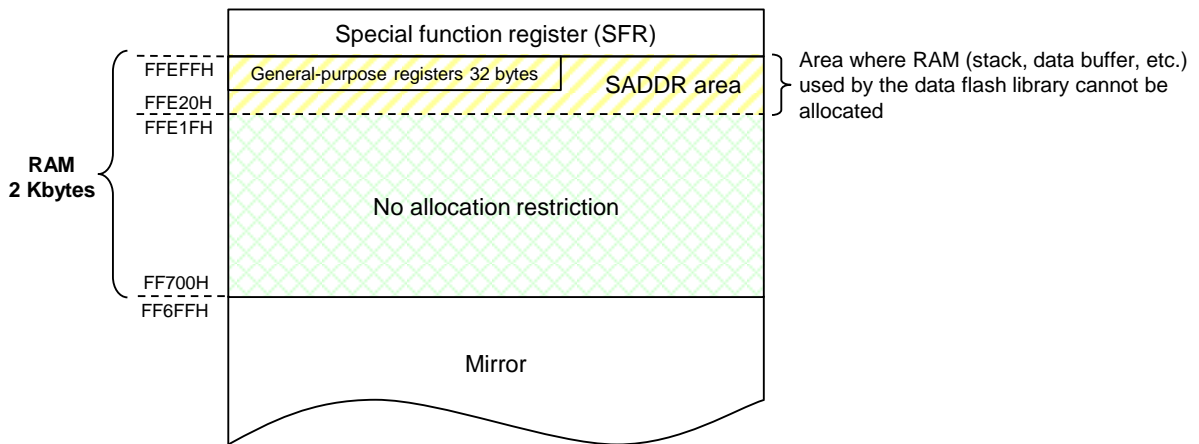 Special function register (SFR)
FFEFFH
General-purpose registers 32 bytes
SADDR area
FFE20H
FFE1FH
Area where RAM (stack, data buffer, etc.)
used by the data flash library cannot be
allocated
RAM
2 Kbytes
No allocation restriction
FF700H
FF6FFH
Mirror